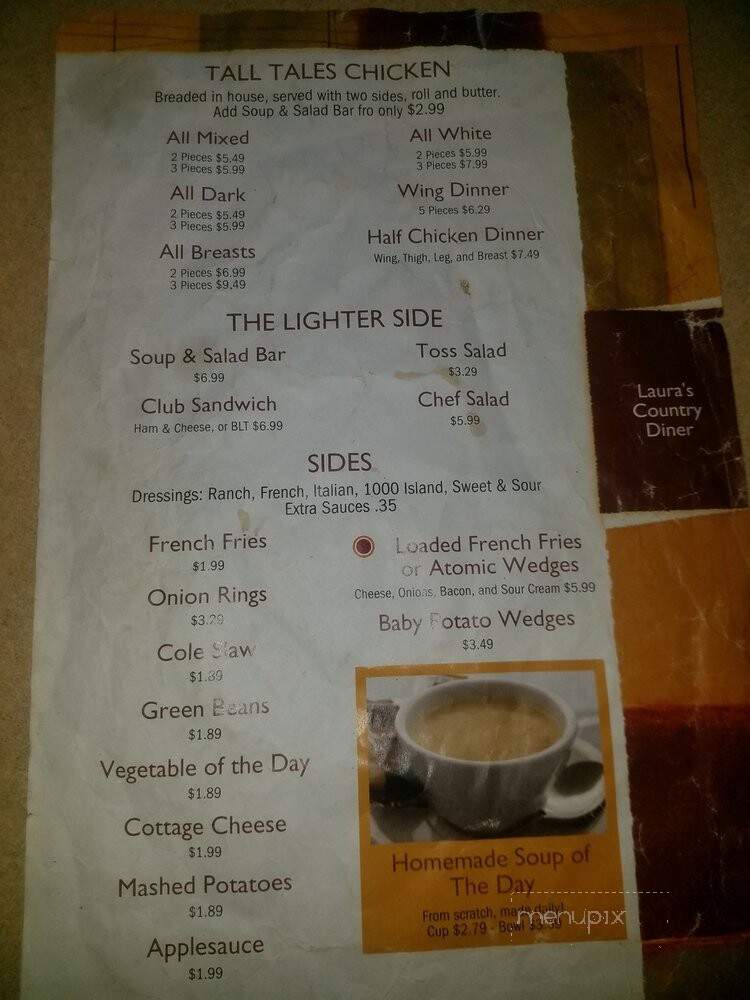 TALL TALES CHICKEN
Breaded in house, served with two sides, roll and butter.
Add Soup & Salad Bar fro only $2.99
All Mixed
2 Pieces $5.49
3 Pieces $5.99
All White
2 Pieces $5.99
3 Pieces $7.99
All Dark
2 Pieces $5.49
3 Pieces $5.99
Wing Dinner
5 Pieces $6.29
All Breasts
2 Pieces $6.99
3 Pieces $9.49
Half Chicken Dinner
Wing, Thigh, Leg, and Breast $7.49
THE LIGHTER SIDE
Soup & Salad Bar
$6.99
Toss Salad
$3.29
Club Sandwich
Ham & Cheese, or BLT $6.99
Chef Salad
$5.99
Laura's
Country
Diner
SIDES
Dressings: Ranch, French, Italian, 1000 Island, Sweet & Sour
Extra Sauces .35
French Fries
$1.99
Onion Rings
$3.29
Cole Slaw
$1.89
Green Beans
$1.89
Vegetable of the Day
$1.89
Cottage Cheese
$1.99
Mashed Potatoes
$1.89
Applesauce
$1.99
Loaded French Fries
or Atomic Wedges
Cheese, Onions, Bacon, and Sour Cream $5.99
Baby Potato Wedges
$3.49
Homemade Soup of
The Day
From scratch, made daily!
Cup $2.79 - Bowl
menupix